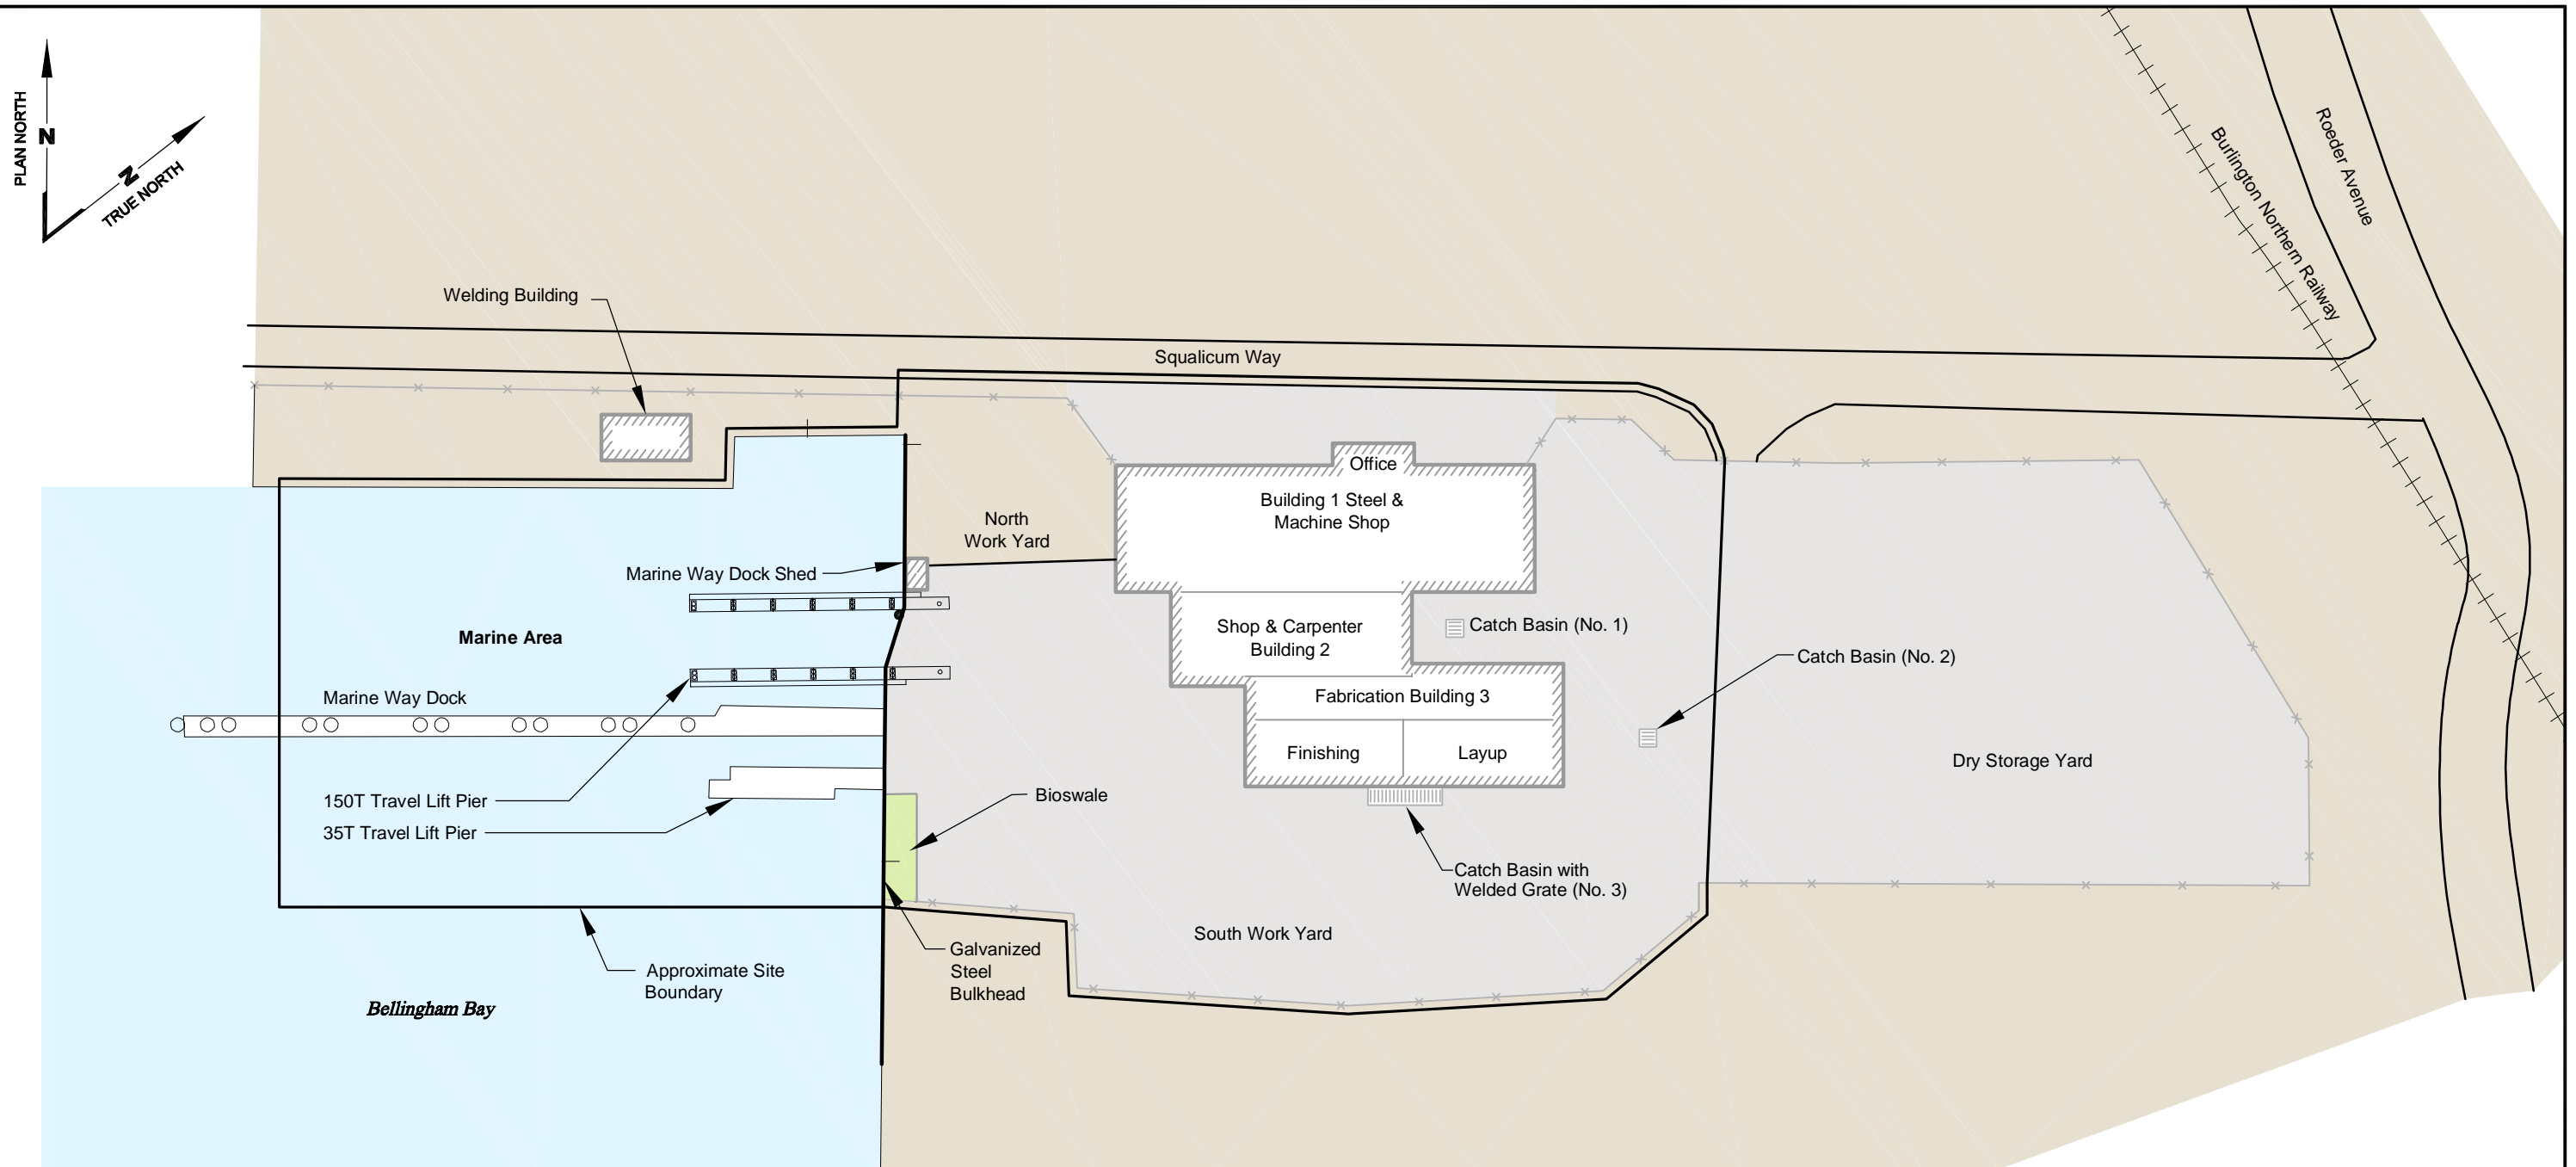 PLAN NORTH
N
N
TRUE NORTH
Burlington Northern Railway
Roeder Avenue
Welding Building
Squalicum Way
Office
Building 1 Steel &
Machine Shop
North
Work Yard
Marine Way Dock Shed
Marine Area
Shop & Carpenter
Building 2
Catch Basin (No. 1)
Catch Basin (No. 2)
Marine Way Dock
Fabrication Building 3
Finishing
Layup
Dry Storage Yard
150T Travel Lift Pier
35T Travel Lift Pier
Bioswale
Catch Basin with
Welded Grate (No. 3)
South Work Yard
Galvanized
Steel
Bulkhead
Approximate Site
Boundary
Bellingham Bay